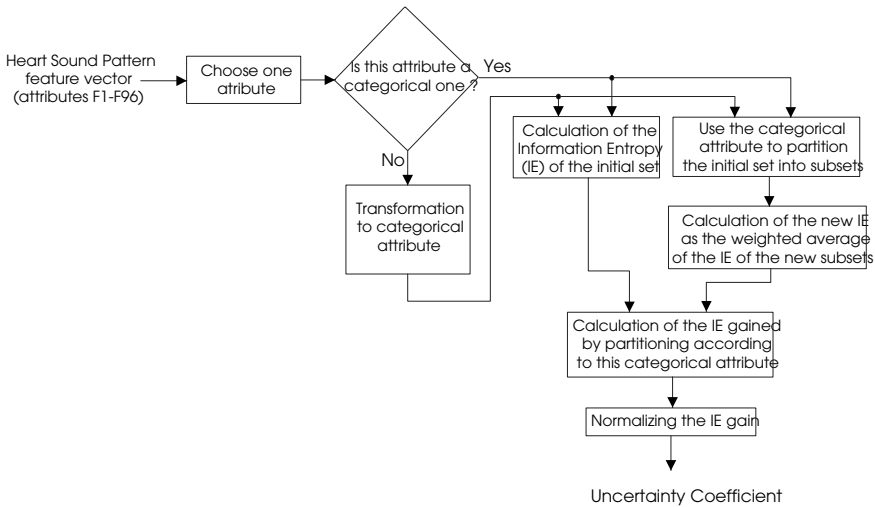 Heart Sound Pattern
feature vector
(attributes F1-F96)
Choose one
atribute
Is this attribute a
categorical one ?
Yes
No
Transformation
to categorical
attribute
Calculation of the
Information Entropy
(IE) of the initial set
Use the categorical
attribute to partition
the initial set into subsets
Calculation of the new IE
as the weighted average
of the IE of the new subsets
Calculation of the IE gained
by partitioning according
to this categorical attribute
Normalizing the IE gain
Uncertainty Coefficient